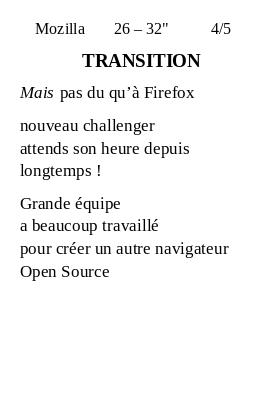 Mozilla 26 – 32" 4/5
TRANSITION
Mais pas du qu’à Firefox
nouveau challenger
attends son heure depuis
longtemps !
Grande équipe
a beaucoup travaillé
pour créer un autre navigateur
Open Source